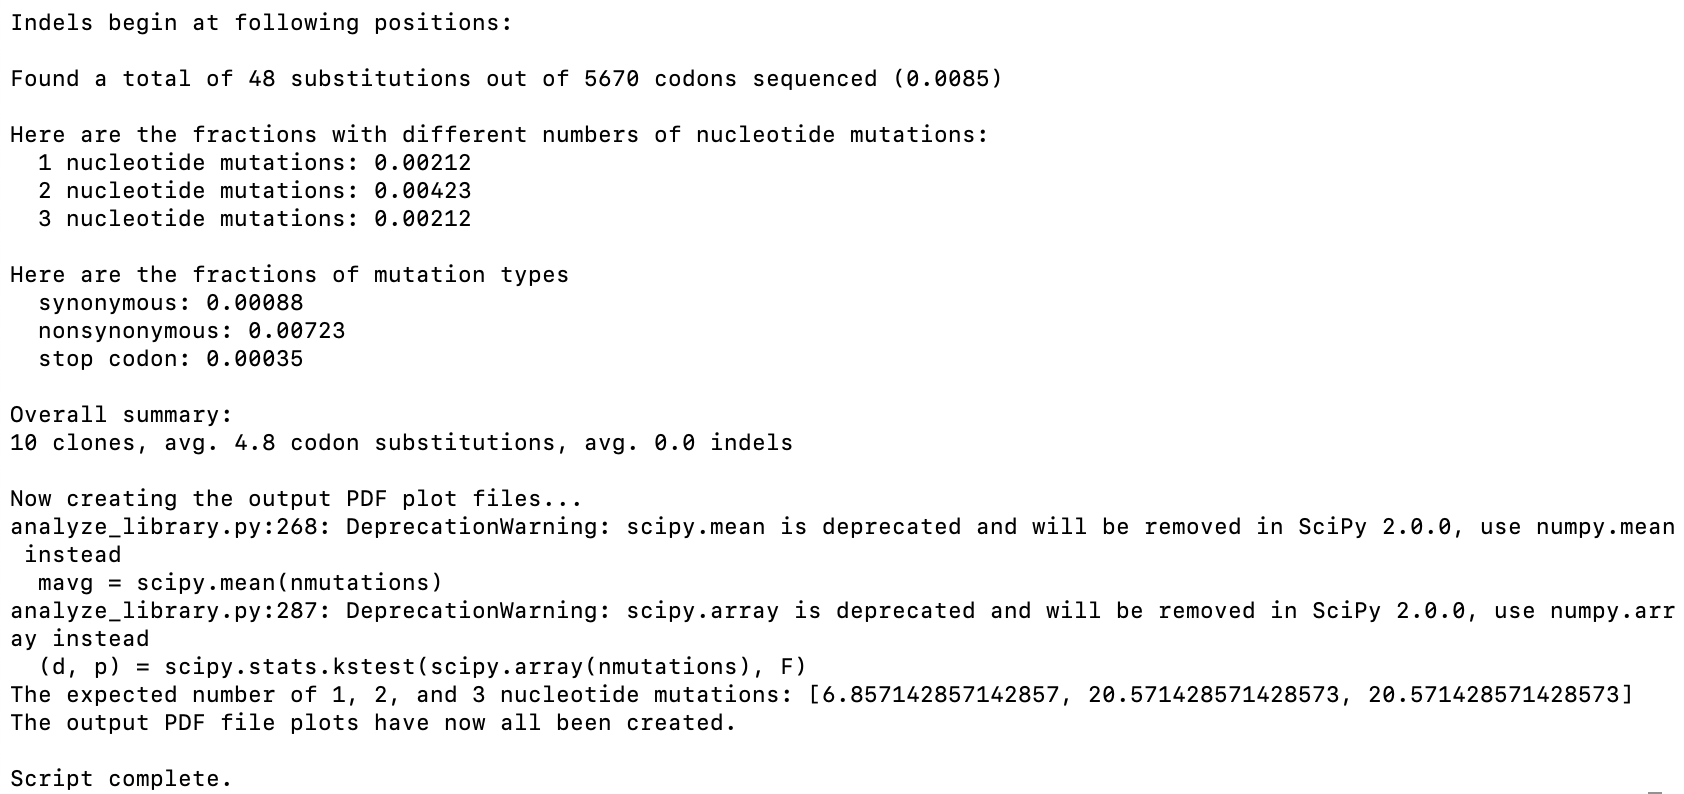 Indels begin at following positions:
Found a total of 48 substitutions out of 5670 codons sequenced (0.0085)
Here are the fractions with different numbers of nucleotide mutations:
1 nucleotide mutations: 0.00212
2 nucleotide mutations: 0.00423
3 nucleotide mutations: 0.00212
Here are the fractions of mutation types
synonymous: 0.00088
nonsynonymous: 0.00723
stop codon: 0.00035
Overall summary:
10 clones, avg. 4.8 codon substitutions, avg. 0.0 indels
Now creating the output PDF plot files...
analyze_library.py:268: DeprecationWarning: scipy.mean is deprecated and will be removed in SciPy 2.0.0, use numpy.mean
instead
mavg = scipy.mean(nmutations)
analyze_library.py:287: DeprecationWarning: scipy.array is deprecated and will be removed in SciPy 2.0.0, use numpy.arr
ay instead
(d, p) = scipy.stats.kstest(scipy.array(nmutations), F)
The expected number of 1, 2, and 3 nucleotide mutations: [6.857142857142857, 20.571428571428573, 20.571428571428573]
The output PDF file plots have now all been created.
Script complete.